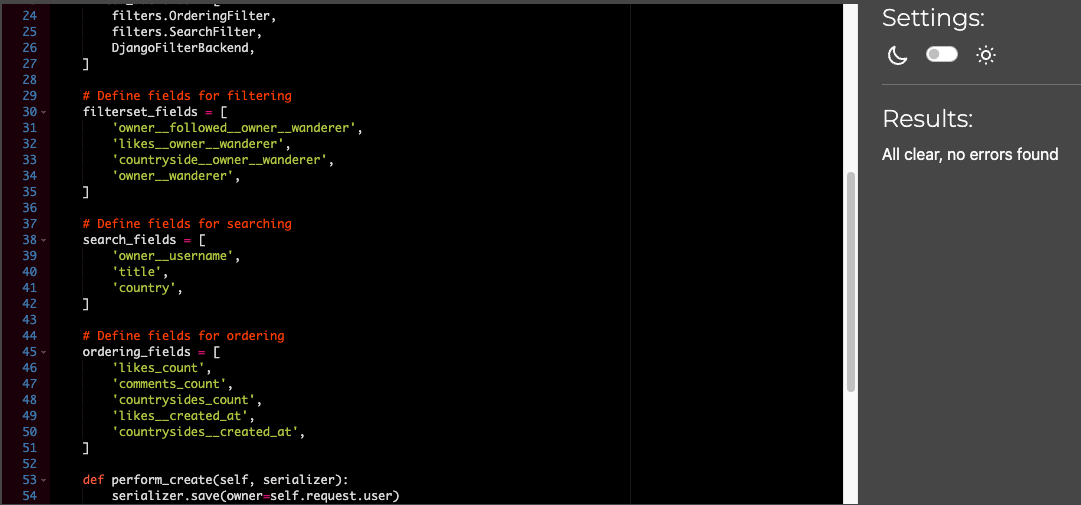 24 filters.OrderingFilter,
25 filters.SearchFilter,
26 DjangoFilterBackend,
27 ]
28
29 # Define fields for filtering
30 filterset_fields = [
31 'owner__followed__owner__wanderer',
32 'likes__owner__wanderer',
33 'countryside__owner__wanderer',
34 'owner__wanderer',
35 ]
36
37 # Define fields for searching
38 search_fields = [
39 'owner__username',
40 'title',
41 'country',
42 ]
43
44 # Define fields for ordering
45 ordering_fields = [
46 'likes_count',
47 'comments_count',
48 'countrysides_count',
49 'likes__created_at',
50 'countrysides__created_at',
51 ]
52
53 def perform_create(self, serializer):
54 serializer.save(owner=self.request.user)
Settings:
Results:
All clear, no errors found